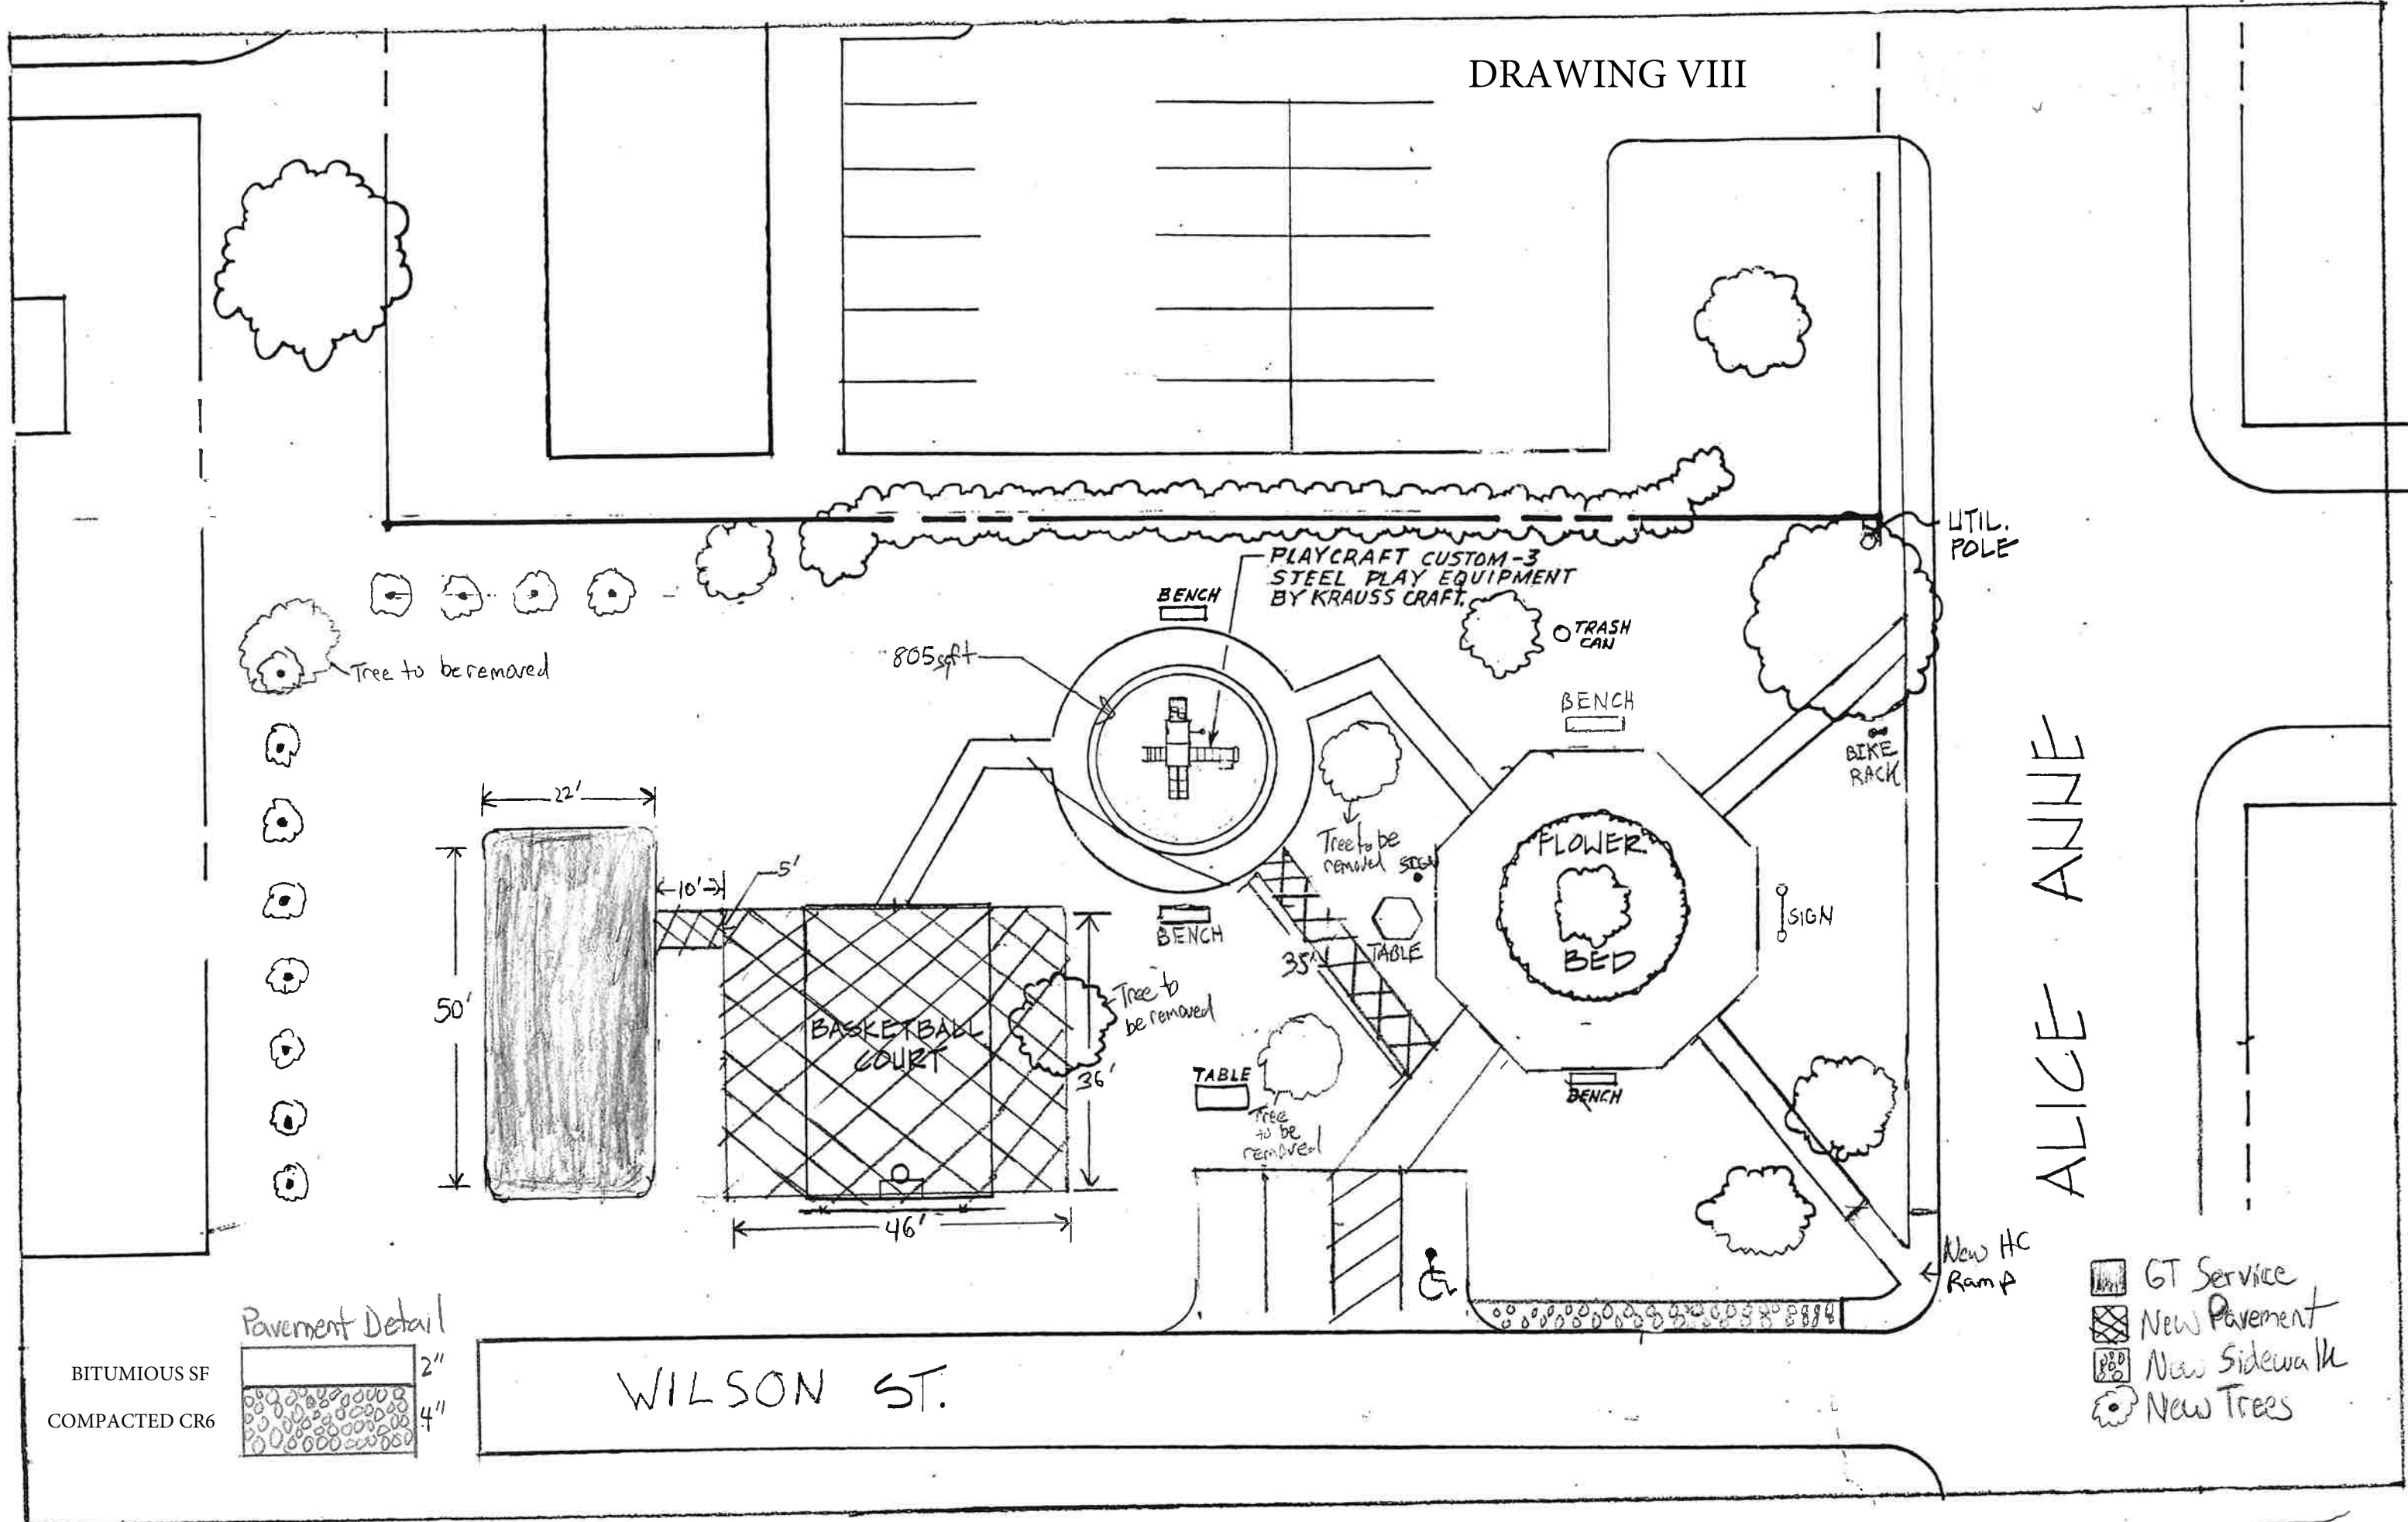 DRAWING VIII
UTIL.
POLE
PLAYCRAFT CUSTOM-3
STEEL PLAY EQUIPMENT
BY KRAUSS CRAFT.
BENCH
TRASH
CAN
805 sqft
Tree to be removed
BENCH
BIKE
RACK
22'
Tree to be
removed
SIGN
FLOWER
BED
10'
5'
SIGN
BENCH
TABLE
35'
50'
Tree to
be removed
BASKETBALL
COURT
36'
TABLE
Tree
to be
removed
BENCH
46'
ALICE ANNE
New HC
Ramp
GT Service
New Pavement
New Sidewalk
New Trees
Pavement Detail
BITUMIOUS SF
2"
COMPACTED CR6
4"
WILSON ST.